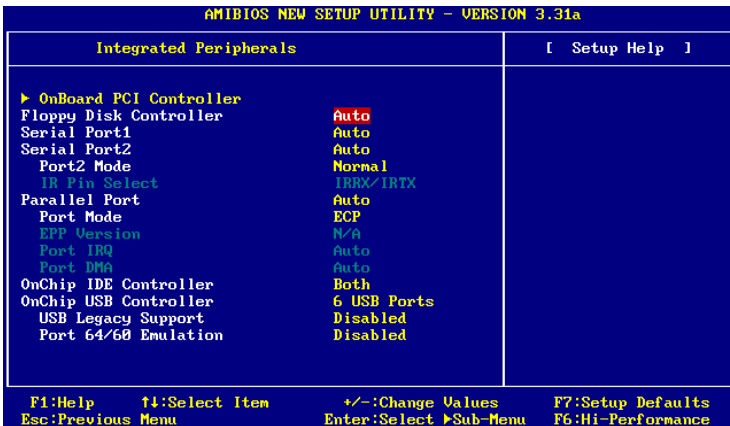 AMIBIOS NEW SETUP UTILITY - VERSION 3.31a
Integrated Peripherals
[ Setup Help ]
▶ OnBoard PCI Controller
Floppy Disk Controller Auto
Serial Port1 Auto
Serial Port2 Auto
Port2 Mode Normal
IR Pin Select IRRX/IRTX
Parallel Port Auto
Port Mode ECP
EPP Version N/A
Port IRQ Auto
Port DMA Auto
OnChip IDE Controller Both
OnChip USB Controller 6 USB Ports
USB Legacy Support Disabled
Port 64/60 Emulation Disabled
F1:Help ↑↓:Select Item +/-:Change Values F7:Setup Defaults
Esc:Previous Menu Enter:Select ▶Sub-Menu F6:Hi-Performance